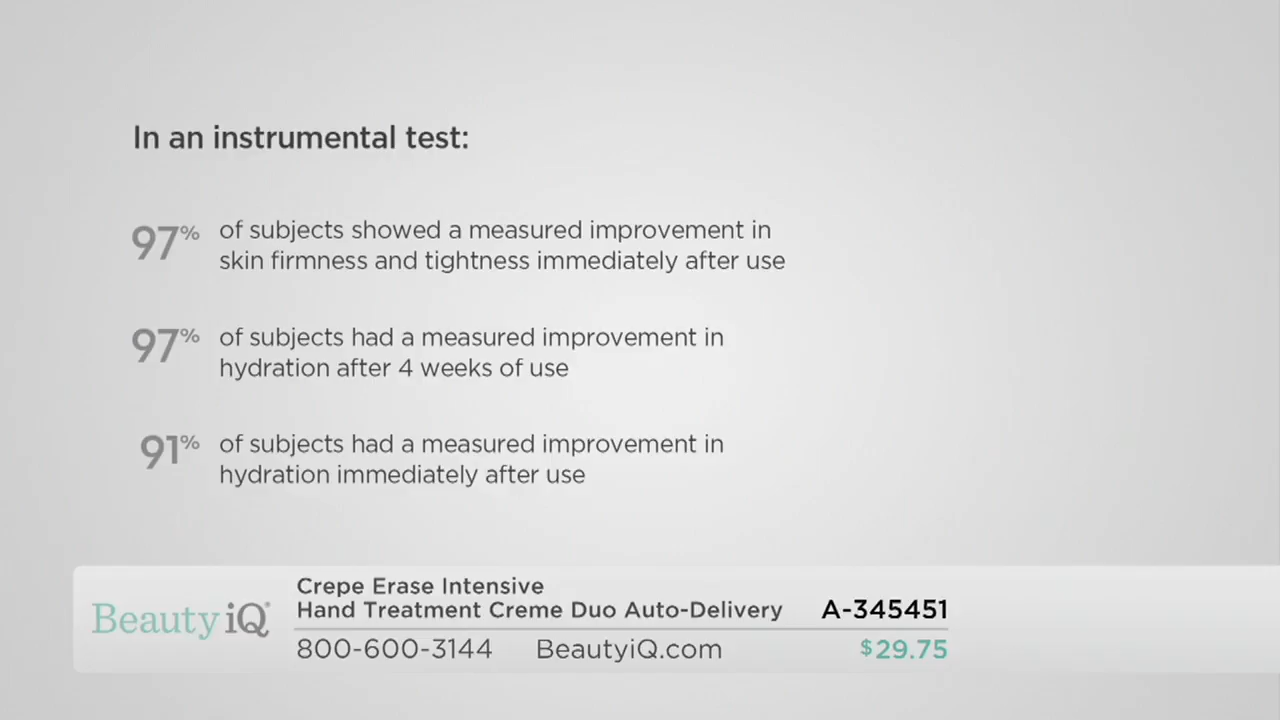 In an instrumental test:
97% of subjects showed a measured improvement in
skin firmness and tightness immediately after use
97% of subjects had a measured improvement in
hydration after 4 weeks of use
91% of subjects had a measured improvement in
hydration immediately after use
Beauty iQ®
Crepe Erase Intensive
Hand Treatment Creme Duo Auto-Delivery A-345451
800-600-3144 BeautyiQ.com $29.75